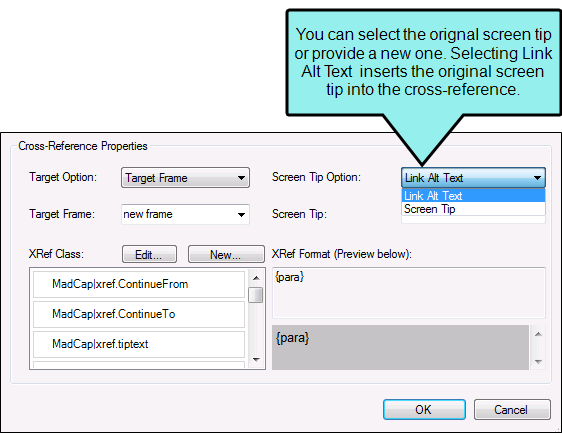 You can select the orignal screen tip
or provide a new one. Selecting Link
Alt Text inserts the original screen
tip into the cross-reference.
Cross-Reference Properties
Target Option: Target Frame Screen Tip Option: Link Alt Text
Link Alt Text
Screen Tip
Target Frame: new frame Screen Tip:
XRef Class: Edit... New... XRef Format (Preview below):
MadCap|xref.ContinueFrom
MadCap|xref.ContinueTo
MadCap|xref.tiptext
{para}
{para}
OK Cancel